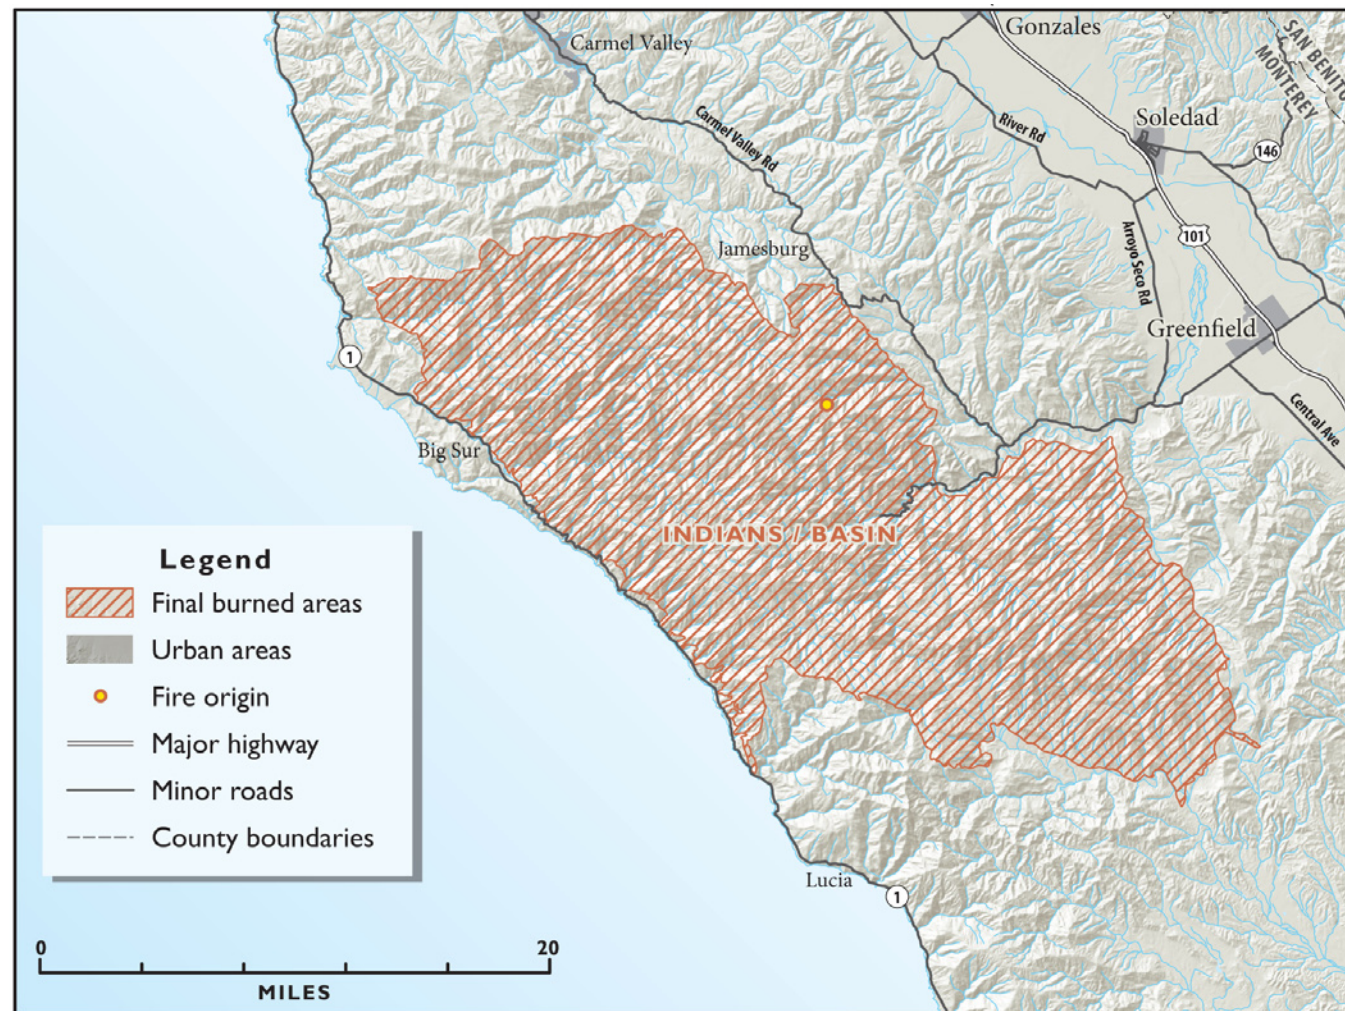 Gonzales
Carmel Valley
SAN BENITO
MONTEREY
Soledad
River Rd
Carmel Valley Rd
146
101
Jamesburg
Arroyo Seco Rd
Greenfield
1
Central Ave
Big Sur
INDIANS / BASIN
Legend
Final burned areas
Urban areas
Fire origin
Major highway
Minor roads
County boundaries
Lucia
1
0 20
MILES